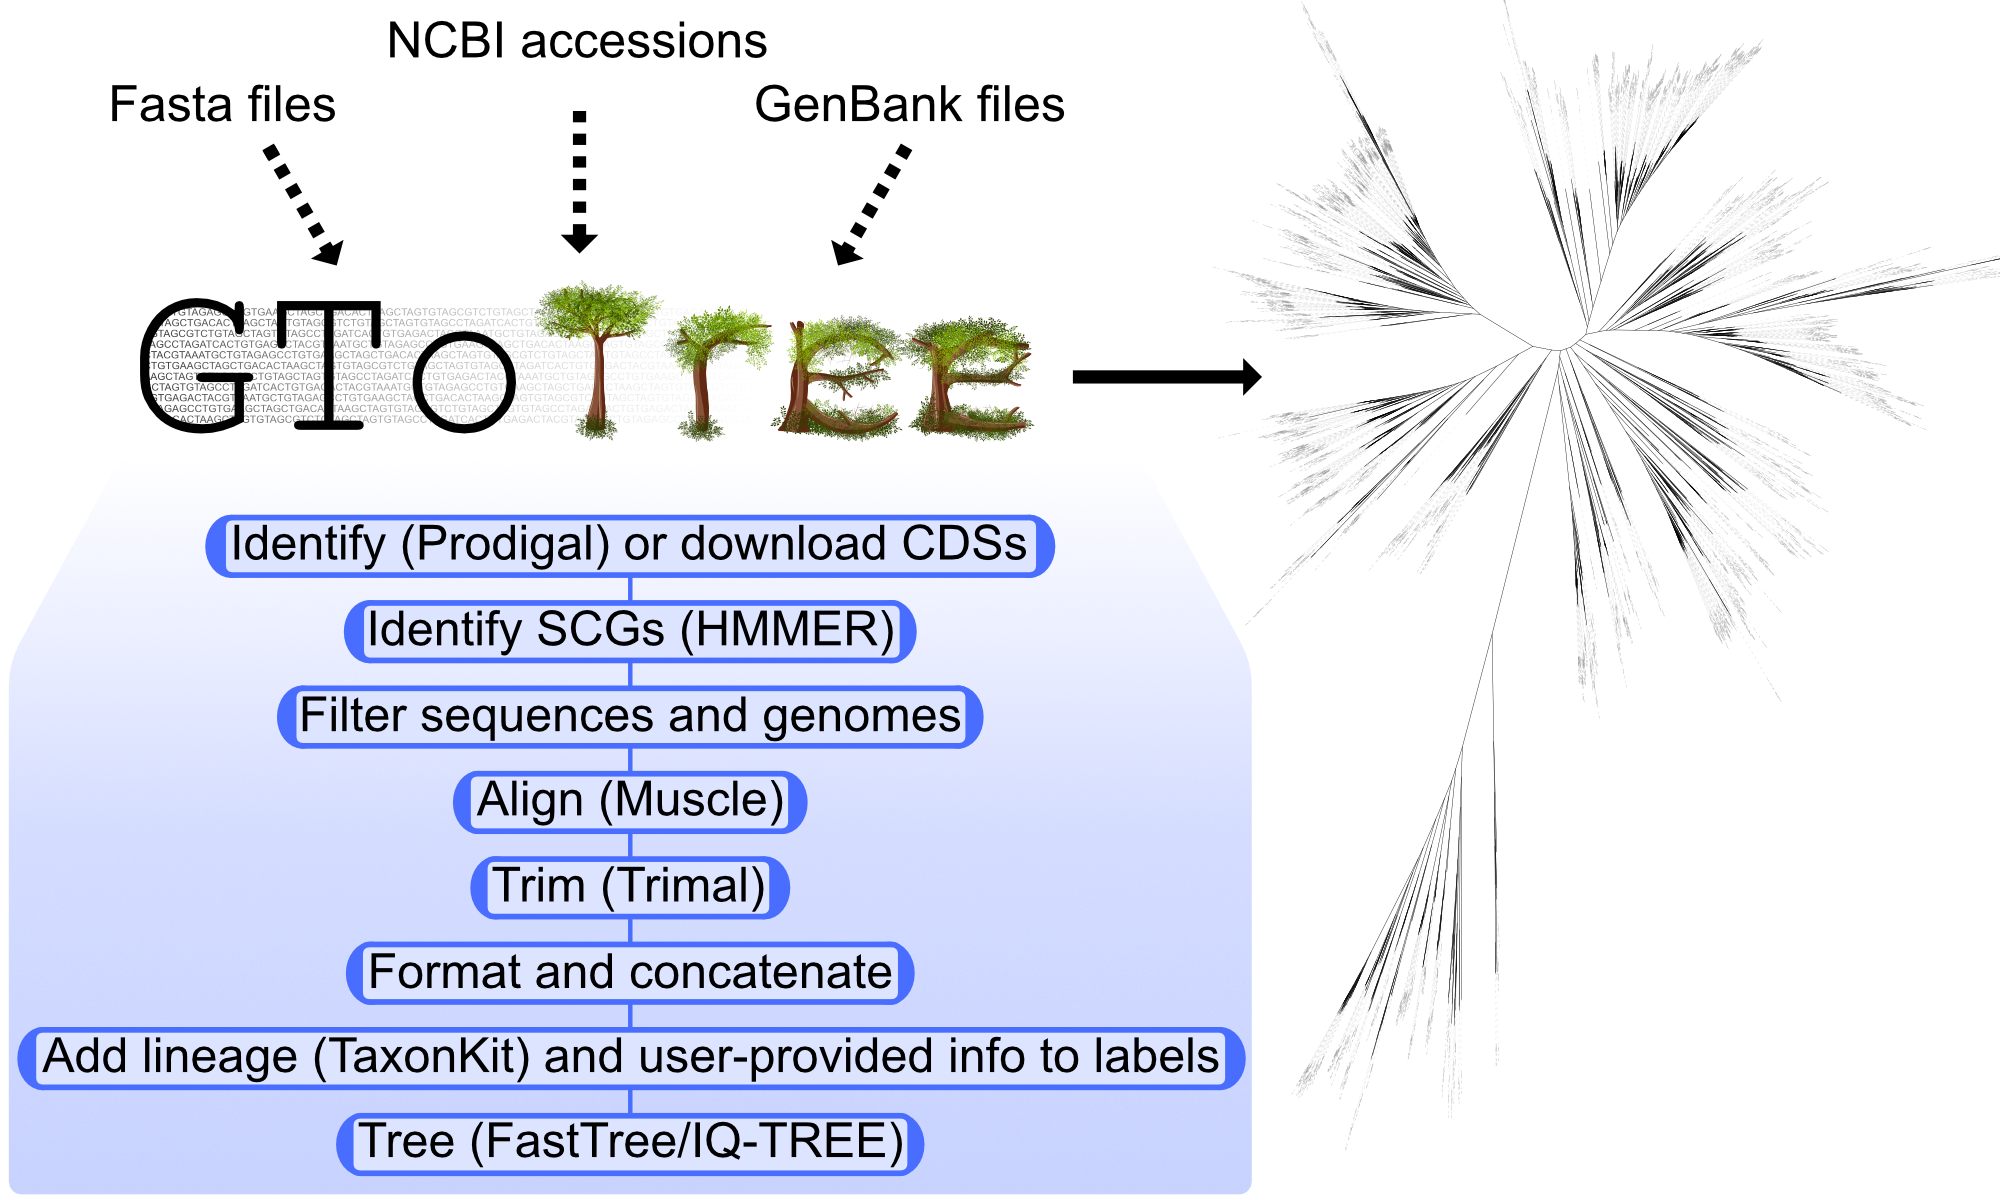 NCBI accessions
Fasta files
GenBank files
GToTree
Identify (Prodigal) or download CDSs
Identify SCGs (HMMER)
Filter sequences and genomes
Align (Muscle)
Trim (Trimal)
Format and concatenate
Add lineage (TaxonKit) and user-provided info to labels
Tree (FastTree/IQ-TREE)